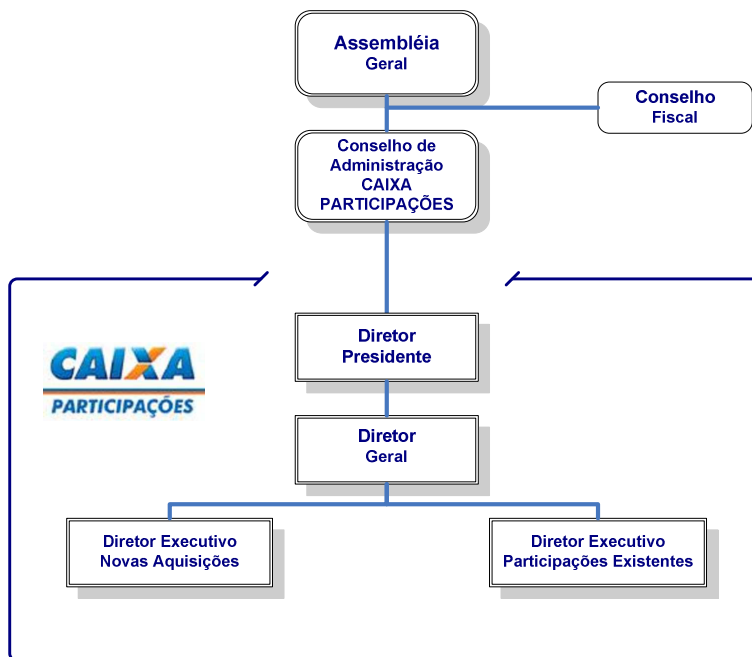 Assembléia
Geral
Conselho
Fiscal
Conselho de
Administração
CAIXA
PARTICIPAÇÕES
Diretor
Presidente
CAIXA
PARTICIPAÇÕES
Diretor
Geral
Diretor Executivo
Novas Aquisições
Diretor Executivo
Participações Existentes